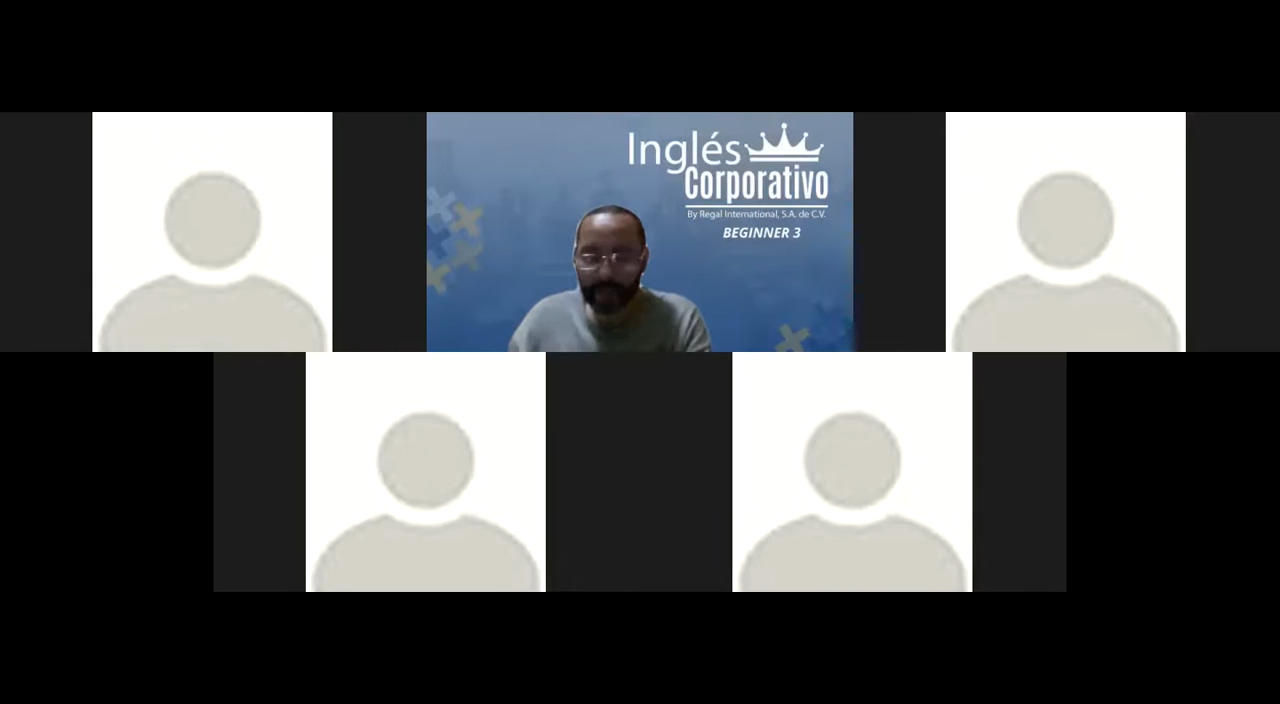 Inglés
Corporativo
By Regal International, S.A. de C.V.
BEGINNER 3